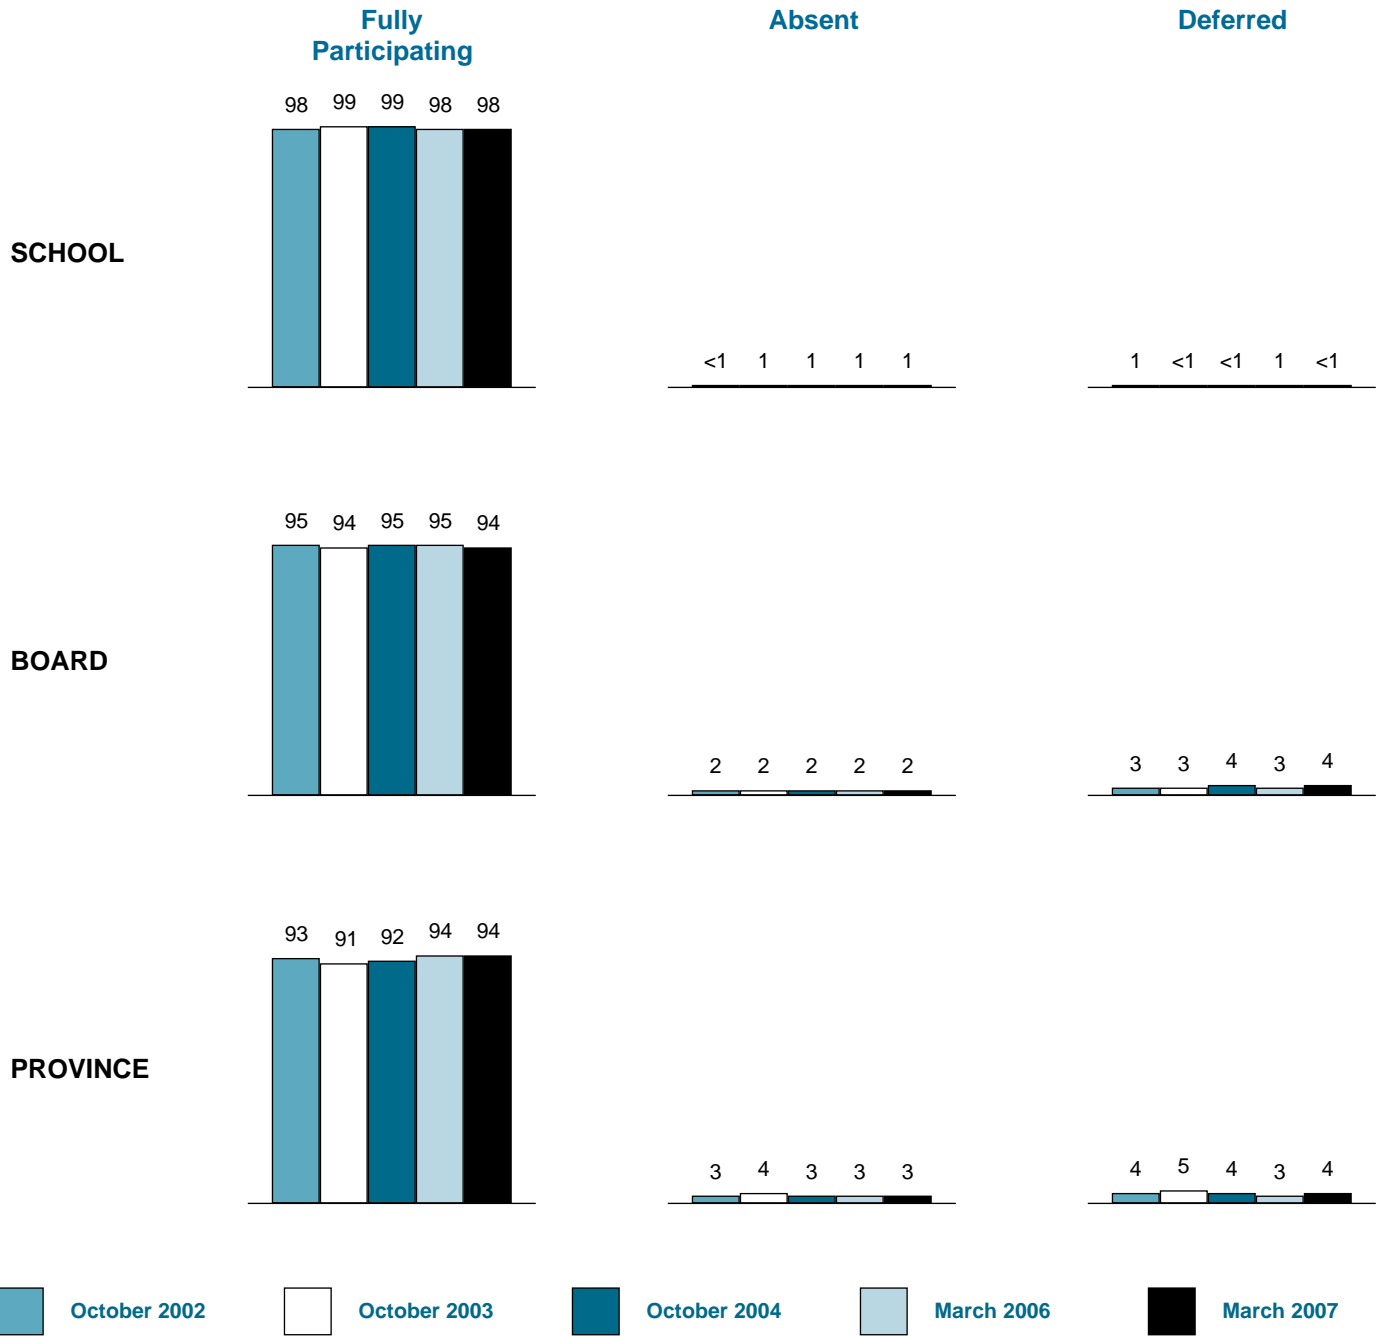 Fully
Participating
Absent
Deferred
98 99 99 98 98
SCHOOL
<1 1 1 1 1
1 <1 <1 1 <1
95 94 95 95 94
BOARD
2 2 2 2 2
3 3 4 3 4
93 91 92 94 94
PROVINCE
3 4 3 3 3
4 5 4 3 4
October 2002
October 2003
October 2004
March 2006
March 2007